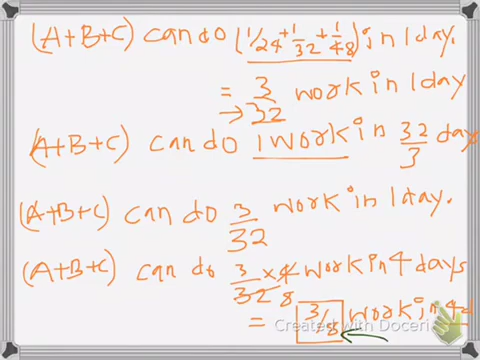 (A+B+C) can do (1/24+1/32+1/48) in 1 day.
= 3/32 work in 1 day
(A+B+C) can do 1 work in 32/3 days
(A+B+C) can do 3/32 work in 1 day.
(A+B+C) can do 3/32 × 4 work in 4 days
8
= 3/8 work in 4 d
Created with Doceri